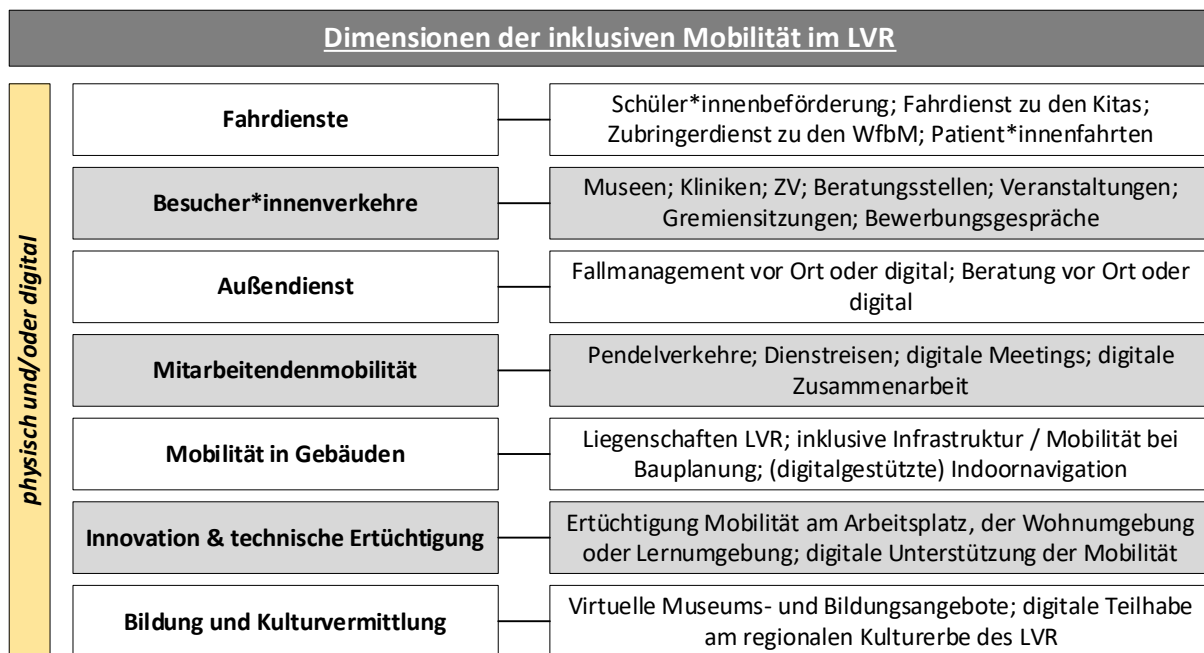 Dimensionen der inklusiven Mobilität im LVR
physisch und/oder digital
Fahrdienste
Schüler*innenbeförderung; Fahrdienst zu den Kitas;
Zubringerdienst zu den WfbM; Patient*innenfahrten
Besucher*innenverkehre
Museen; Kliniken; ZV; Beratungsstellen; Veranstaltungen;
Gremiensitzungen; Bewerbungsgespräche
Außendienst
Fallmanagement vor Ort oder digital; Beratung vor Ort oder
digital
Mitarbeitendenmobilität
Pendelverkehre; Dienstreisen; digitale Meetings; digitale
Zusammenarbeit
Mobilität in Gebäuden
Liegenschaften LVR; inklusive Infrastruktur / Mobilität bei
Bauplanung; (digitalgestützte) Indoornavigation
Innovation & technische Ertüchtigung
Ertüchtigung Mobilität am Arbeitsplatz, der Wohnumgebung
oder Lernumgebung; digitale Unterstützung der Mobilität
Bildung und Kulturvermittlung
Virtuelle Museums- und Bildungsangebote; digitale Teilhabe
am regionalen Kulturerbe des LVR